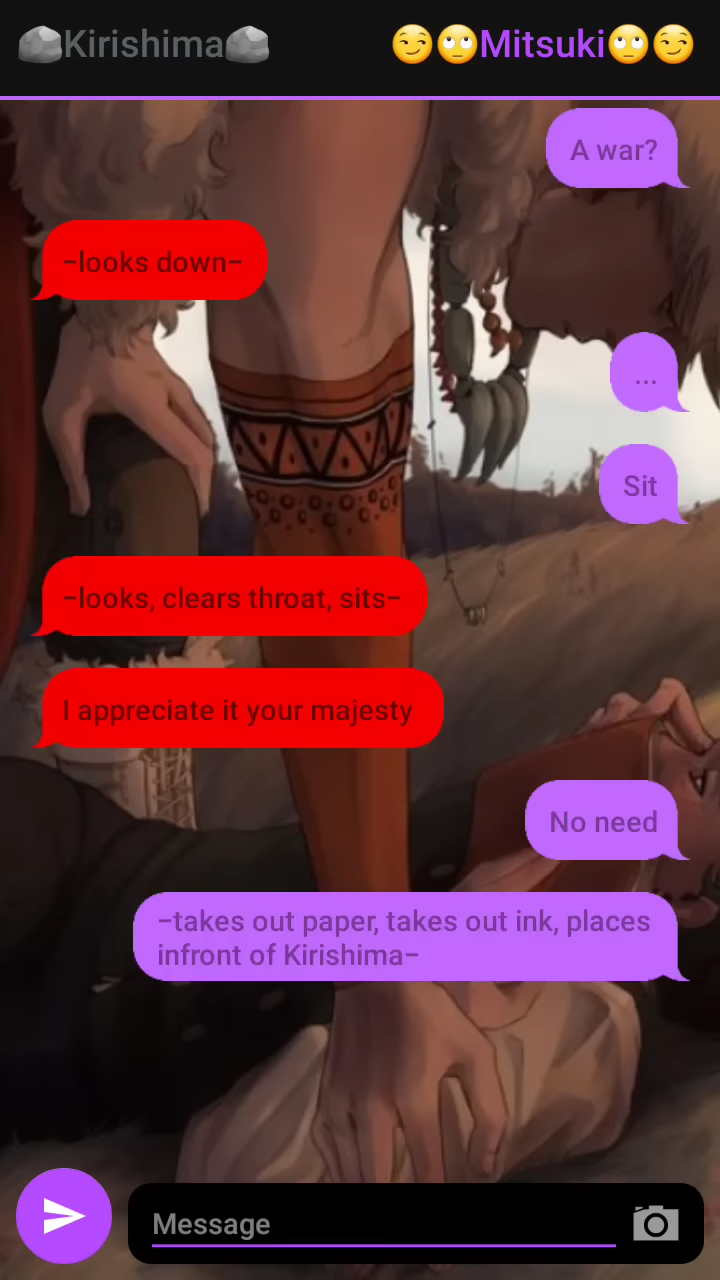 🪨Kirishima🪨
😏🙄Mitsuki🙄😏
A war?
–looks down–
...
Sit
–looks, clears throat, sits–
I appreciate it your majesty
No need
–takes out paper, takes out ink, places
infront of Kirishima–
Message